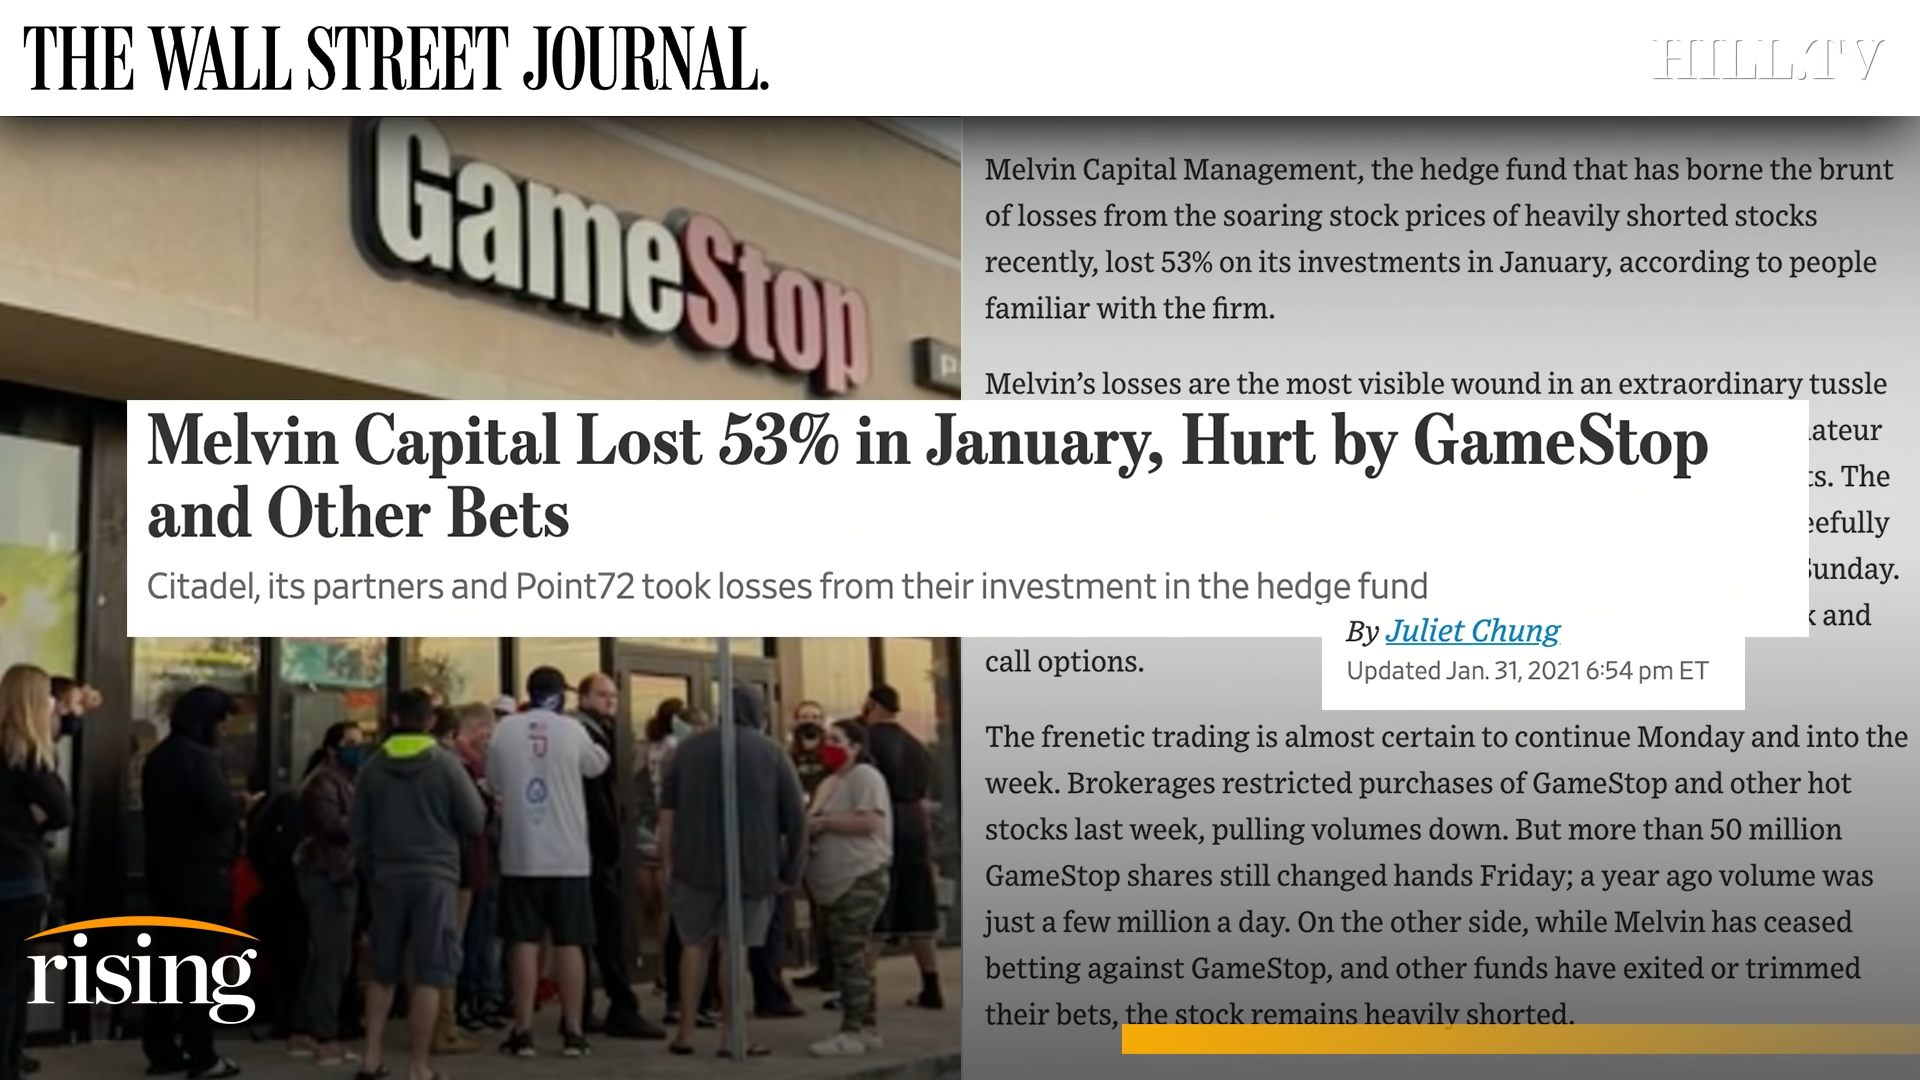 THE WALL STREET JOURNAL.
HILL.TV
GameStop
Melvin Capital Management, the hedge fund that has borne the brunt
of losses from the soaring stock prices of heavily shorted stocks
recently, lost 53% on its investments in January, according to people
familiar with the firm.
Melvin's losses are the most visible wound in an extraordinary tussle
Melvin Capital Lost 53% in January, Hurt by GameStop
and Other Bets
Citadel, its partners and Point72 took losses from their investment in the hedge fund
ts. The
Sunday.
and
By Juliet Chung
Updated Jan. 31, 2021 6:54 pm ET
call options.
The frenetic trading is almost certain to continue Monday and into the
week. Brokerages restricted purchases of GameStop and other hot
stocks last week, pulling volumes down. But more than 50 million
GameStop shares still changed hands Friday; a year ago volume was
just a few million a day. On the other side, while Melvin has ceased
betting against GameStop, and other funds have exited or trimmed
their bets, the stock remains heavily shorted.
rising